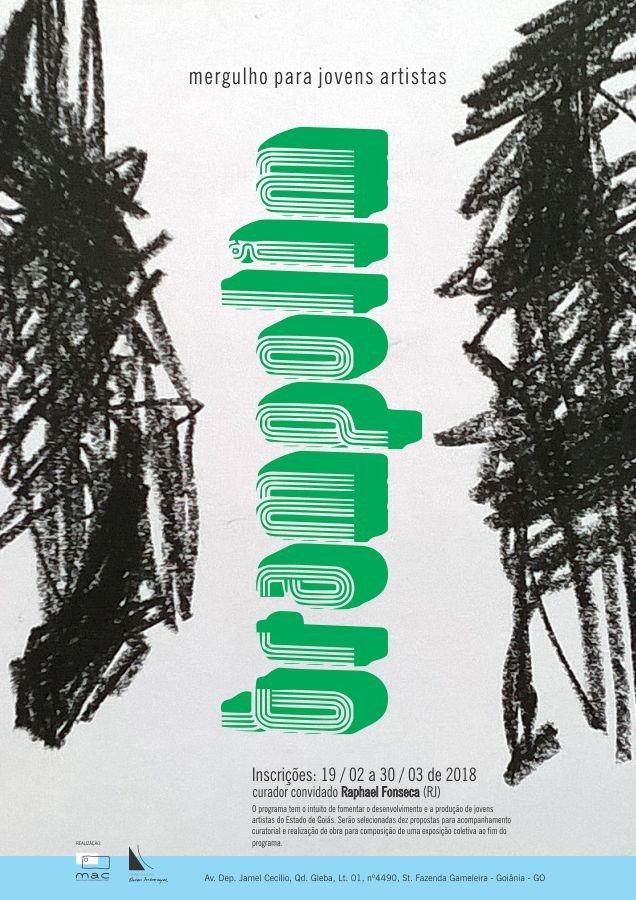 mergulho para jovens artistas
trampolim
Inscrições: 19 / 02 a 30 / 03 de 2018
curador convidado Raphael Fonseca (RJ)
O programa tem o intuito de fomentar o desenvolvimento e a produção de jovens
artistas do Estado de Goiás. Serão selecionadas dez propostas para acompanhamento
curatorial e realização de obra para composição de uma exposição coletiva ao fim do
programa.
REALIZAÇÃO:
mac
Av. Dep. Jamel Cecílio, Qd. Gleba, Lt. 01, nº4490, St. Fazenda Gameleira - Goiânia - GO